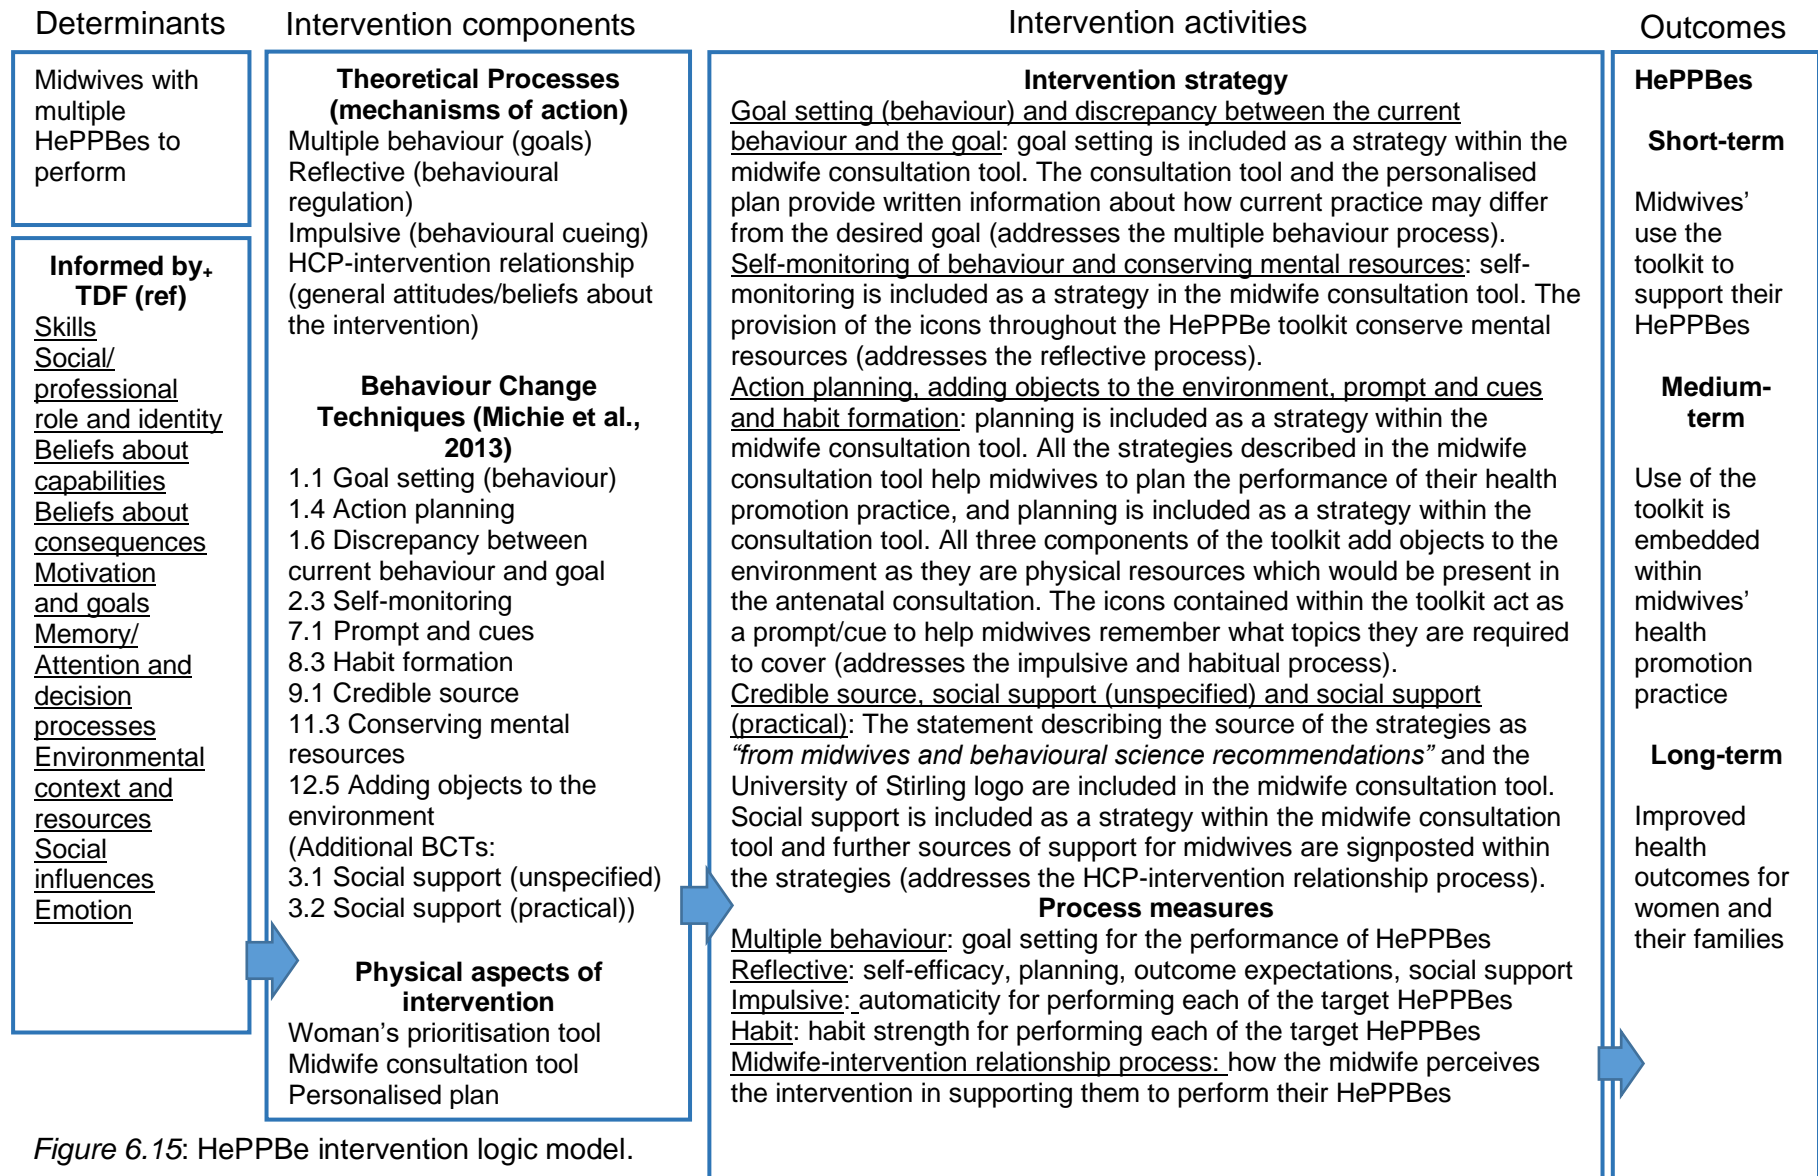 Determinants
Midwives with
multiple
HePPBes to
perform
Informed by+
TDF (ref)
Skills
Social/
professional
role and identity
Beliefs about
capabilities
Beliefs about
consequences
Motivation
and goals
Memory/
Attention and
decision
processes
Environmental
context and
resources
Social
influences
Emotion
Intervention components
Theoretical Processes
(mechanisms of action)
Multiple behaviour (goals)
Reflective (behavioural
regulation)
Impulsive (behavioural cueing)
HCP-intervention relationship
(general attitudes/beliefs about
the intervention)
Behaviour Change
Techniques (Michie et al.,
2013)
1.1 Goal setting (behaviour)
1.4 Action planning
1.6 Discrepancy between
current behaviour and goal
2.3 Self-monitoring
7.1 Prompt and cues
8.3 Habit formation
9.1 Credible source
11.3 Conserving mental
resources
12.5 Adding objects to the
environment
(Additional BCTs:
3.1 Social support (unspecified)
3.2 Social support (practical))
Physical aspects of
intervention
Woman's prioritisation tool
Midwife consultation tool
Personalised plan
Intervention activities
Intervention strategy
Goal setting (behaviour) and discrepancy between the current
behaviour and the goal: goal setting is included as a strategy within the
midwife consultation tool. The consultation tool and the personalised
plan provide written information about how current practice may differ
from the desired goal (addresses the multiple behaviour process).
Self-monitoring of behaviour and conserving mental resources: self-
monitoring is included as a strategy in the midwife consultation tool. The
provision of the icons throughout the HePPBe toolkit conserve mental
resources (addresses the reflective process).
Action planning, adding objects to the environment, prompt and cues
and habit formation: planning is included as a strategy within the
midwife consultation tool. All the strategies described in the midwife
consultation tool help midwives to plan the performance of their health
promotion practice, and planning is included as a strategy within the
consultation tool. All three components of the toolkit add objects to the
environment as they are physical resources which would be present in
the antenatal consultation. The icons contained within the toolkit act as
a prompt/cue to help midwives remember what topics they are required
to cover (addresses the impulsive and habitual process).
Credible source, social support (unspecified) and social support
(practical): The statement describing the source of the strategies as
“from midwives and behavioural science recommendations” and the
University of Stirling logo are included in the midwife consultation tool.
Social support is included as a strategy within the midwife consultation
tool and further sources of support for midwives are signposted within
the strategies (addresses the HCP-intervention relationship process).
Process measures
Multiple behaviour: goal setting for the performance of HePPBes
Reflective: self-efficacy, planning, outcome expectations, social support
Impulsive: automaticity for performing each of the target HePPBes
Habit: habit strength for performing each of the target HePPBes
Midwife-intervention relationship process: how the midwife perceives
the intervention in supporting them to perform their HePPBes
Outcomes
HePPBes
Short-term
Midwives’
use the
toolkit to
support their
HePPBes
Medium-
term
Use of the
toolkit is
embedded
within
midwives’
health
promotion
practice
Long-term
Improved
health
outcomes for
women and
their families
Figure 6.15: HePPBe intervention logic model.